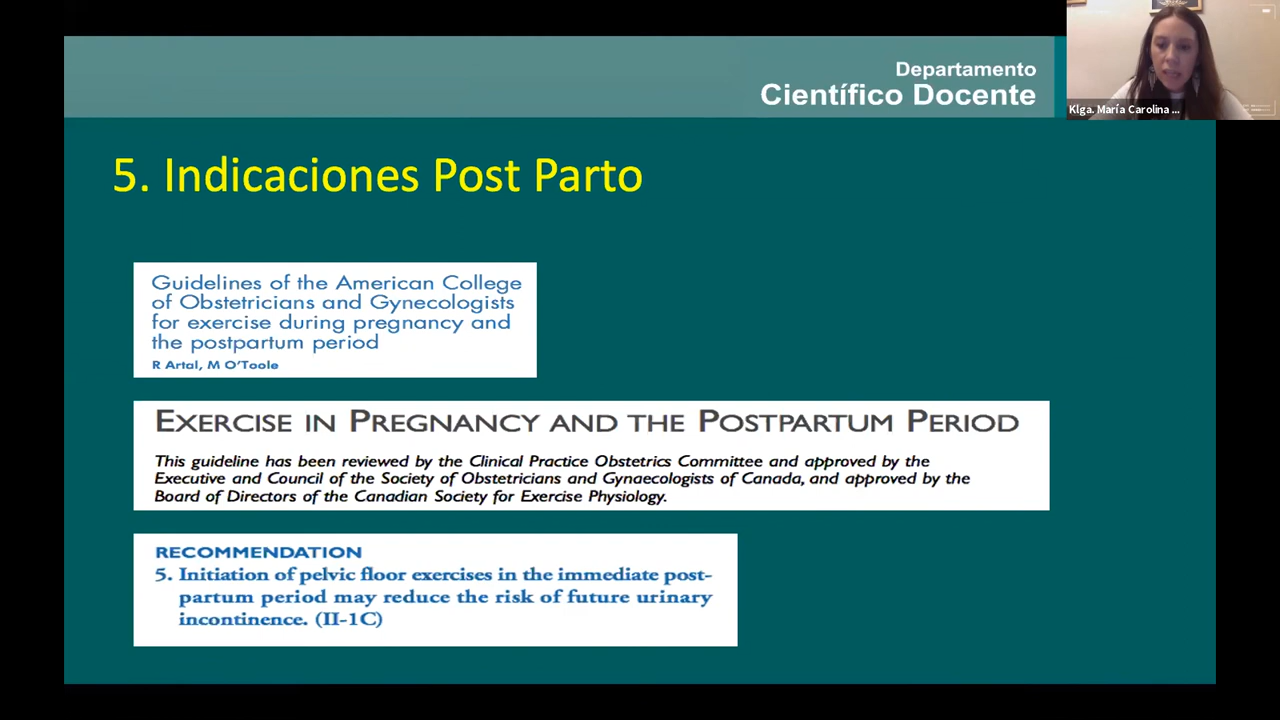 Departamento
Científico Docente
Klga. María Carolina ...
5. Indicaciones Post Parto
Guidelines of the American College
of Obstetricians and Gynecologists
for exercise during pregnancy and
the postpartum period
R Artal, M O'Toole
EXERCISE IN PREGNANCY AND THE POSTPARTUM PERIOD
This guideline has been reviewed by the Clinical Practice Obstetrics Committee and approved by the
Executive and Council of the Society of Obstetricians and Gynaecologists of Canada, and approved by the
Board of Directors of the Canadian Society for Exercise Physiology.
RECOMMENDATION
5. Initiation of pelvic floor exercises in the immediate post-
partum period may reduce the risk of future urinary
incontinence. (II-1C)